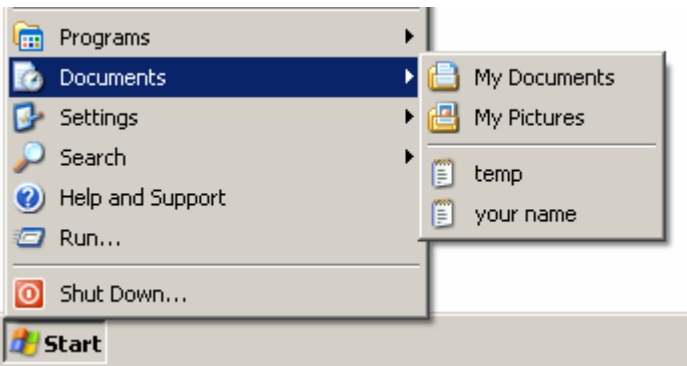 Programs
Documents
Settings
Search
Help and Support
Run...
Shut Down...
Start
My Documents
My Pictures
temp
your name